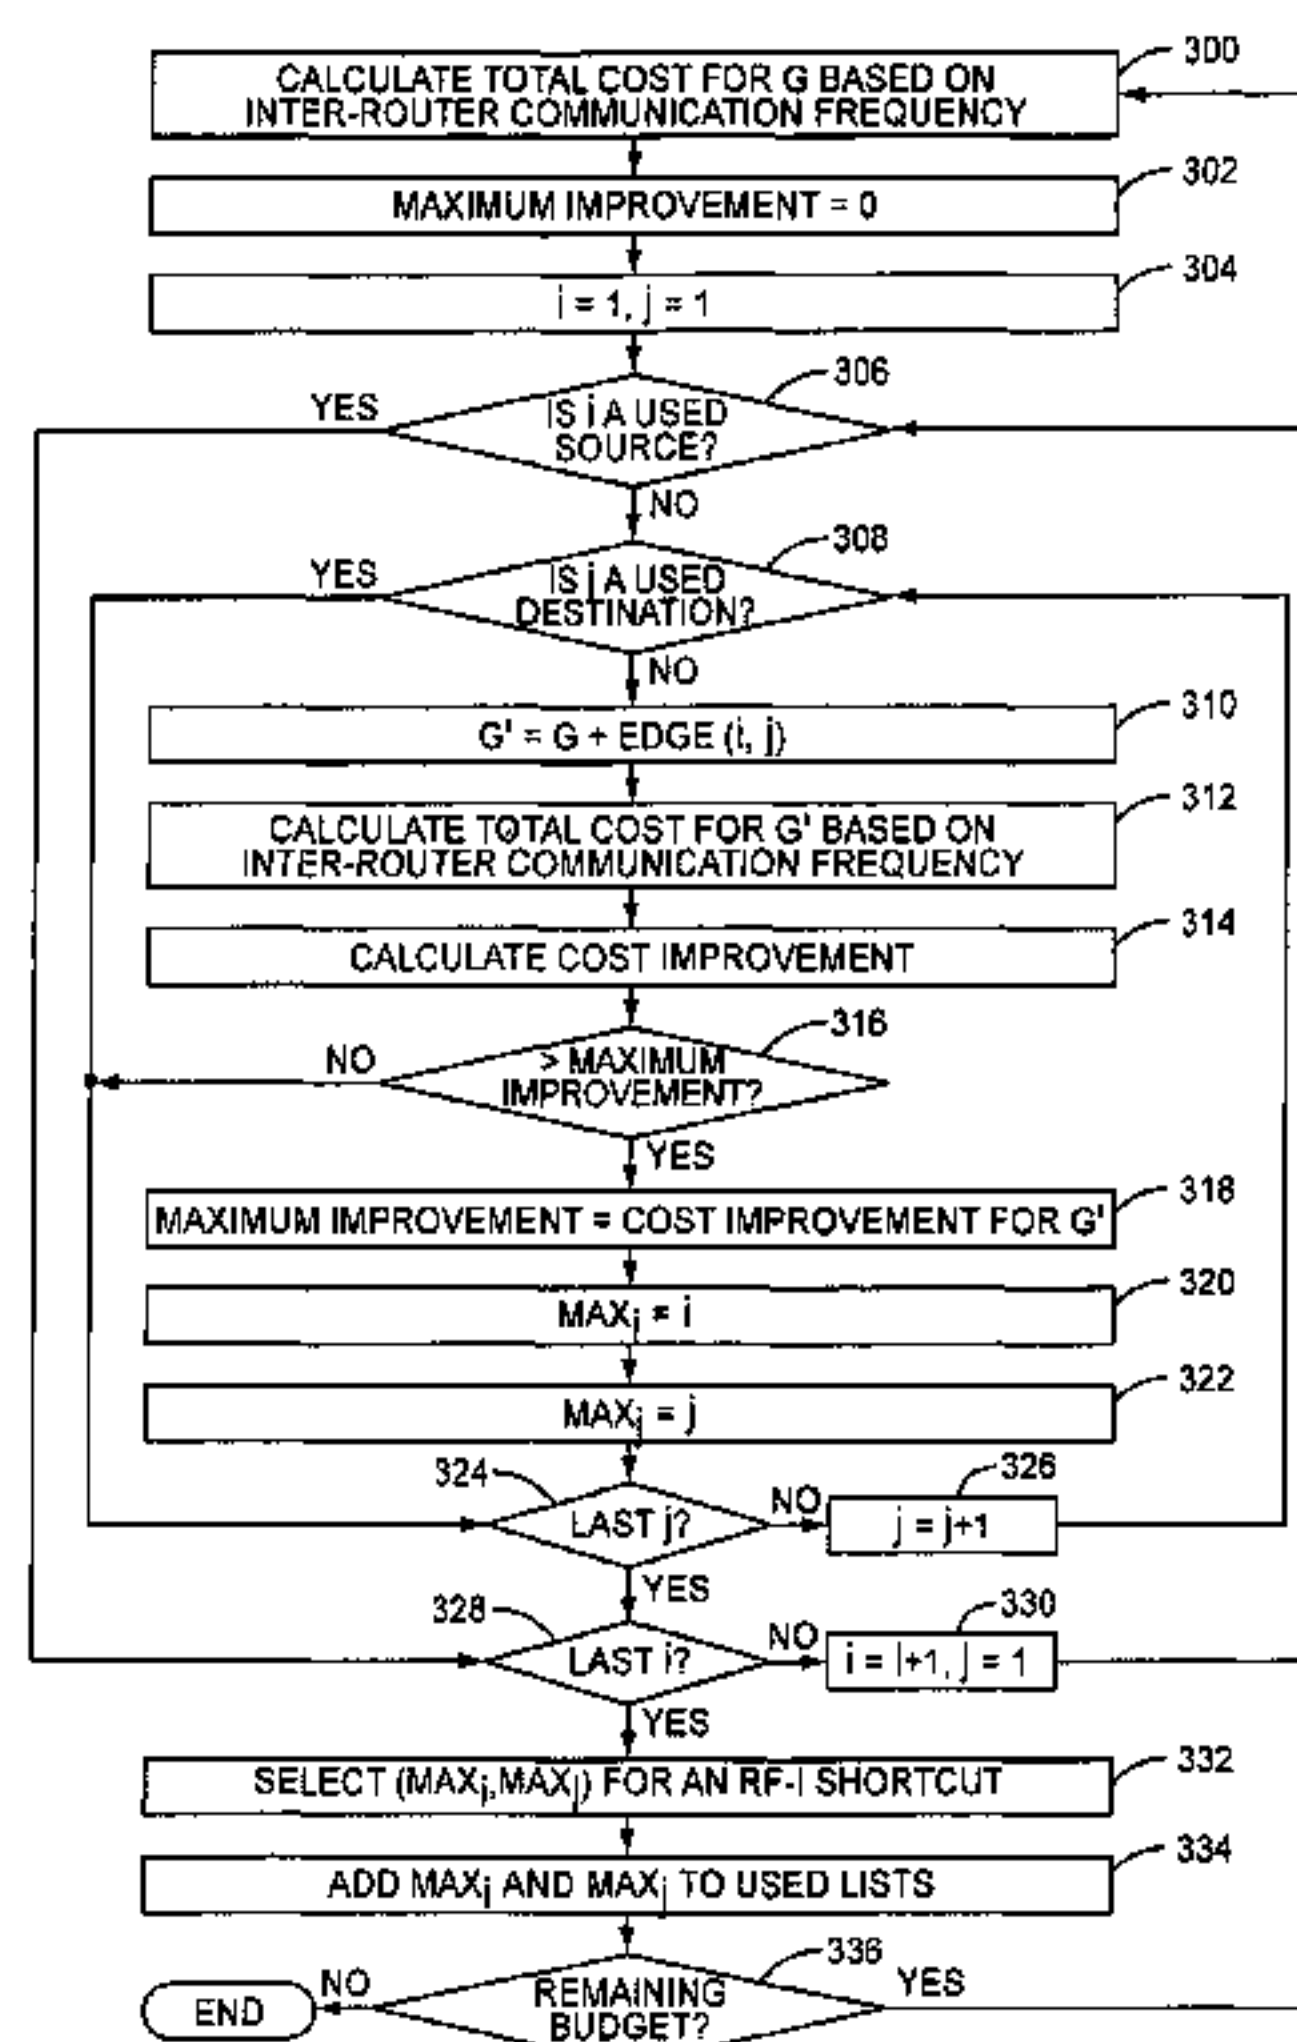 300
CALCULATE TOTAL COST FOR G BASED ON
INTER-ROUTER COMMUNICATION FREQUENCY
302
MAXIMUM IMPROVEMENT = 0
304
i = 1, j = 1
306
YES
IS i A USED
SOURCE?
NO
308
YES
IS j A USED
DESTINATION?
NO
310
G' = G + EDGE (i, j)
312
CALCULATE TOTAL COST FOR G' BASED ON
INTER-ROUTER COMMUNICATION FREQUENCY
314
CALCULATE COST IMPROVEMENT
316
NO
> MAXIMUM
IMPROVEMENT?
YES
318
MAXIMUM IMPROVEMENT = COST IMPROVEMENT FOR G'
320
MAXi = i
322
MAXj = j
324
LAST j?
NO
326
j = j+1
YES
328
LAST i?
NO
330
i = i+1, j = 1
YES
332
SELECT (MAXi,MAXj) FOR AN RF-I SHORTCUT
334
ADD MAXi AND MAXj TO USED LISTS
336
END
NO
REMAINING
BUDGET?
YES